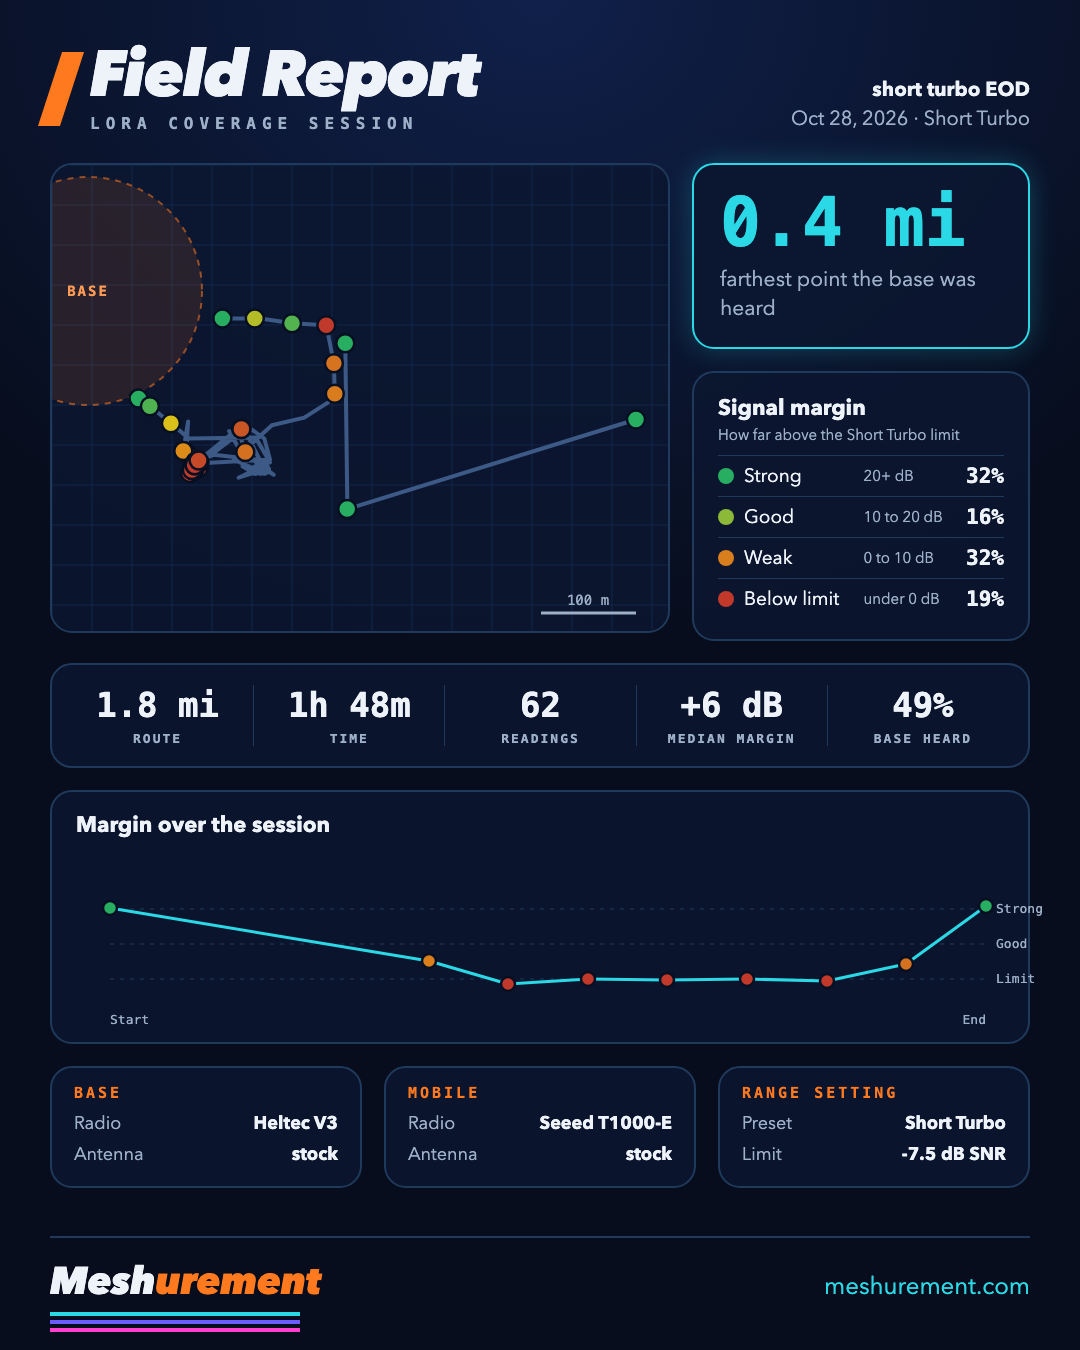 Field Report
LORA COVERAGE SESSION
short turbo EOD
Oct 28, 2026 · Short Turbo
BASE
100 m
0.4 mi
farthest point the base was
heard
Signal margin
How far above the Short Turbo limit
Strong 20+ dB 32%
Good 10 to 20 dB 16%
Weak 0 to 10 dB 32%
Below limit under 0 dB 19%
1.8 mi 1h 48m 62 +6 dB 49%
ROUTE TIME READINGS MEDIAN MARGIN BASE HEARD
Margin over the session
Strong
Good
Limit
Start End
BASE
Radio Heltec V3
Antenna stock
MOBILE
Radio Seeed T1000-E
Antenna stock
RANGE SETTING
Preset Short Turbo
Limit -7.5 dB SNR
Meshurement
meshurement.com